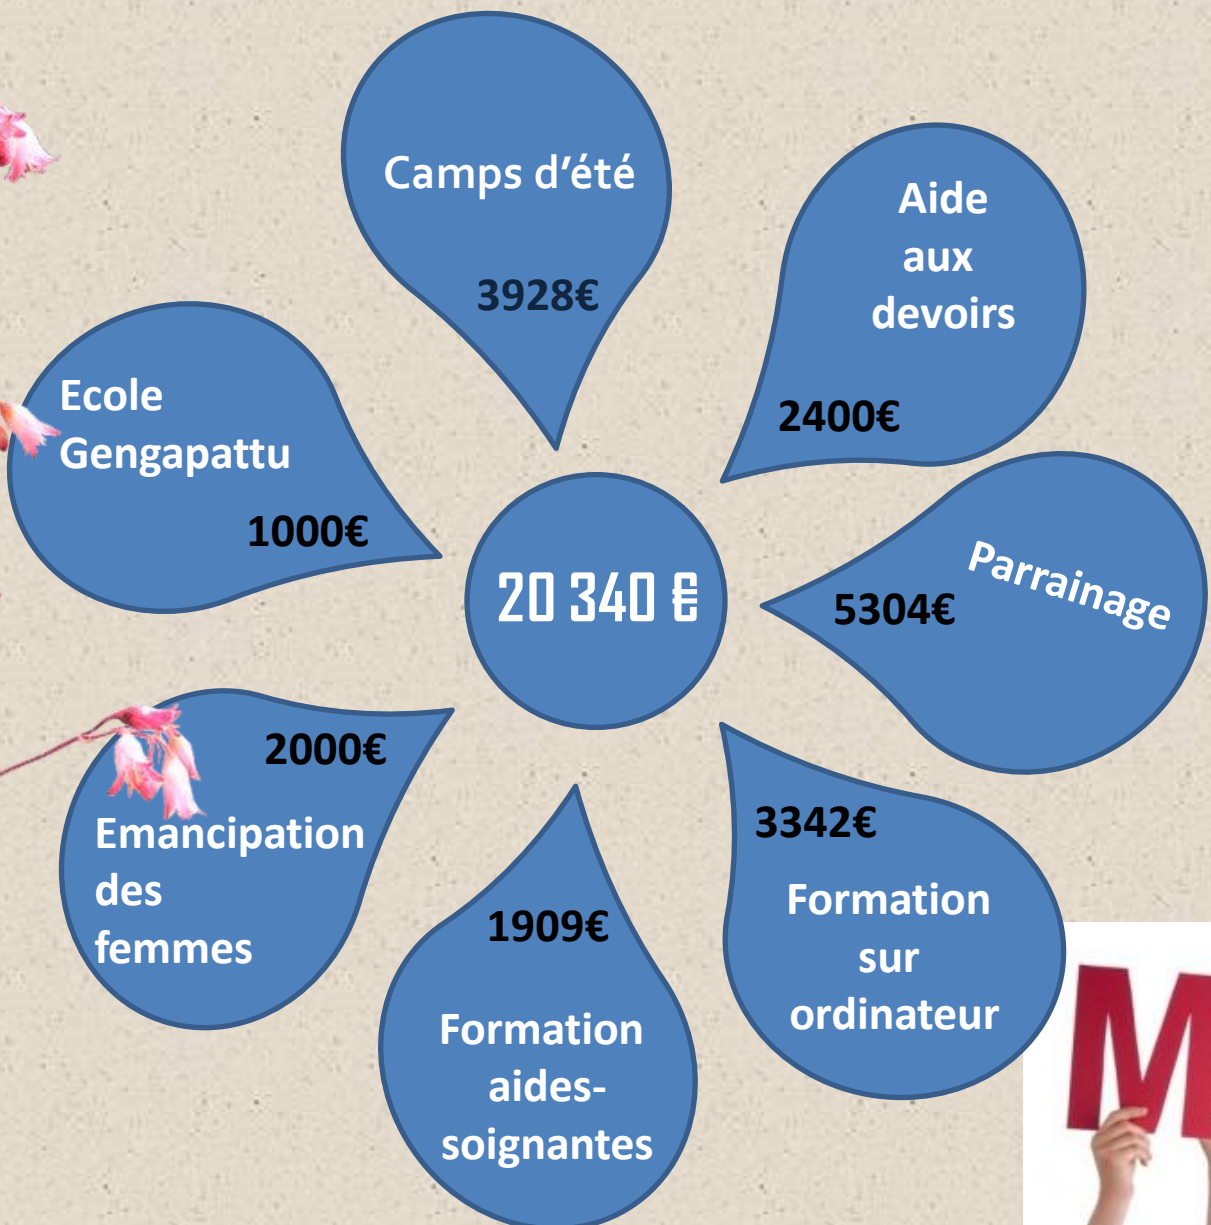 Camps d'été
3928€
Aide
aux
devoirs
2400€
Ecole
Gengapattu
1000€
20 340 €
Parrainage
5304€
2000€
Emancipation
des
femmes
3342€
Formation
sur
ordinateur
1909€
Formation
aides-
soignantes
M